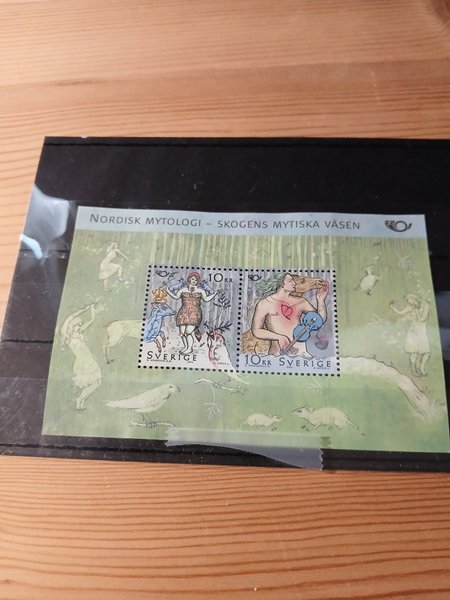 NORDISK MYTOLOGI – SKOGENS MYTISKA VÄSEN
10 KR
SVERIGE
10 KR
SVERIGE